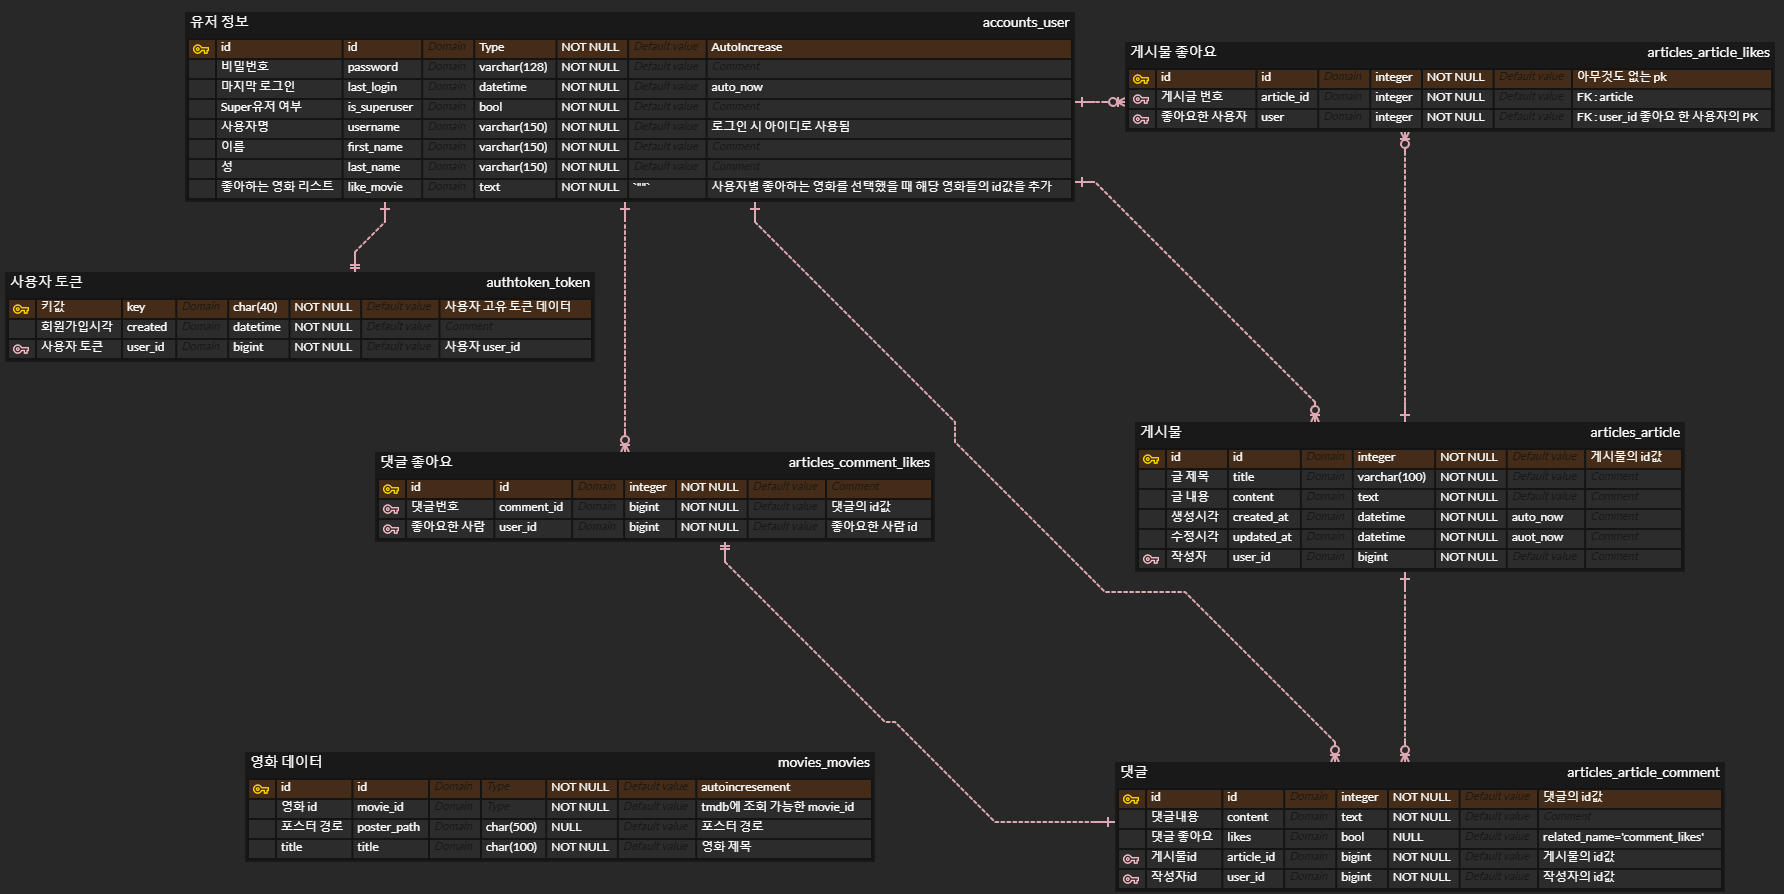 유저 정보 accounts_user
id id Domain Type NOT NULL Default value AutoIncrease
비밀번호 password Domain varchar(128) NOT NULL Default value Comment
마지막 로그인 last_login Domain datetime NOT NULL Default value auto_now
Super유저 여부 is_superuser Domain bool NOT NULL Default value Comment
사용자명 username Domain varchar(150) NOT NULL Default value 로그인 시 아이디로 사용됨
이름 first_name Domain varchar(150) NOT NULL Default value Comment
성 last_name Domain varchar(150) NOT NULL Default value Comment
좋아하는 영화 리스트 like_movie Domain text NOT NULL `""` 사용자별 좋아하는 영화를 선택했을 때 해당 영화들의 id값을 추가
게시물 좋아요 articles_article_likes
id id Domain integer NOT NULL Default value 아무것도 없는 pk
게시글 번호 article_id Domain integer NOT NULL Default value FK : article
좋아요한 사용자 user Domain integer NOT NULL Default value FK : user_id 좋아요 한 사용자의 PK
사용자 토큰 authtoken_token
키값 key Domain char(40) NOT NULL Default value 사용자 고유 토큰 데이터
회원가입시각 created Domain datetime NOT NULL Default value Comment
사용자 토큰 user_id Domain bigint NOT NULL Default value 사용자 user_id
댓글 좋아요 articles_comment_likes
id id Domain integer NOT NULL Default value Comment
댓글번호 comment_id Domain bigint NOT NULL Default value 댓글의 id값
좋아요한 사람 user_id Domain bigint NOT NULL Default value 좋아요한 사람 id
게시물 articles_article
id id Domain integer NOT NULL Default value 게시물의 id값
글 제목 title Domain varchar(100) NOT NULL Default value Comment
글 내용 content Domain text NOT NULL Default value Comment
생성시각 created_at Domain datetime NOT NULL auto_now Comment
수정시각 updated_at Domain datetime NOT NULL auot_now Comment
작성자 user_id Domain bigint NOT NULL Default value Comment
영화 데이터 movies_movies
id id Domain Type NOT NULL Default value autoincresement
영화 id movie_id Domain Type NOT NULL Default value tmdb에 조회 가능한 movie_id
포스터 경로 poster_path Domain char(500) NULL Default value 포스터 경로
title title Domain char(100) NOT NULL Default value 영화 제목
댓글 articles_article_comment
id id Domain integer NOT NULL Default value 댓글의 id값
댓글내용 content Domain text NOT NULL Default value Comment
댓글 좋아요 likes Domain bool NULL Default value related_name='comment_likes'
게시물id article_id Domain bigint NOT NULL Default value 게시물의 id값
작성자id user_id Domain bigint NOT NULL Default value 작성자의 id값